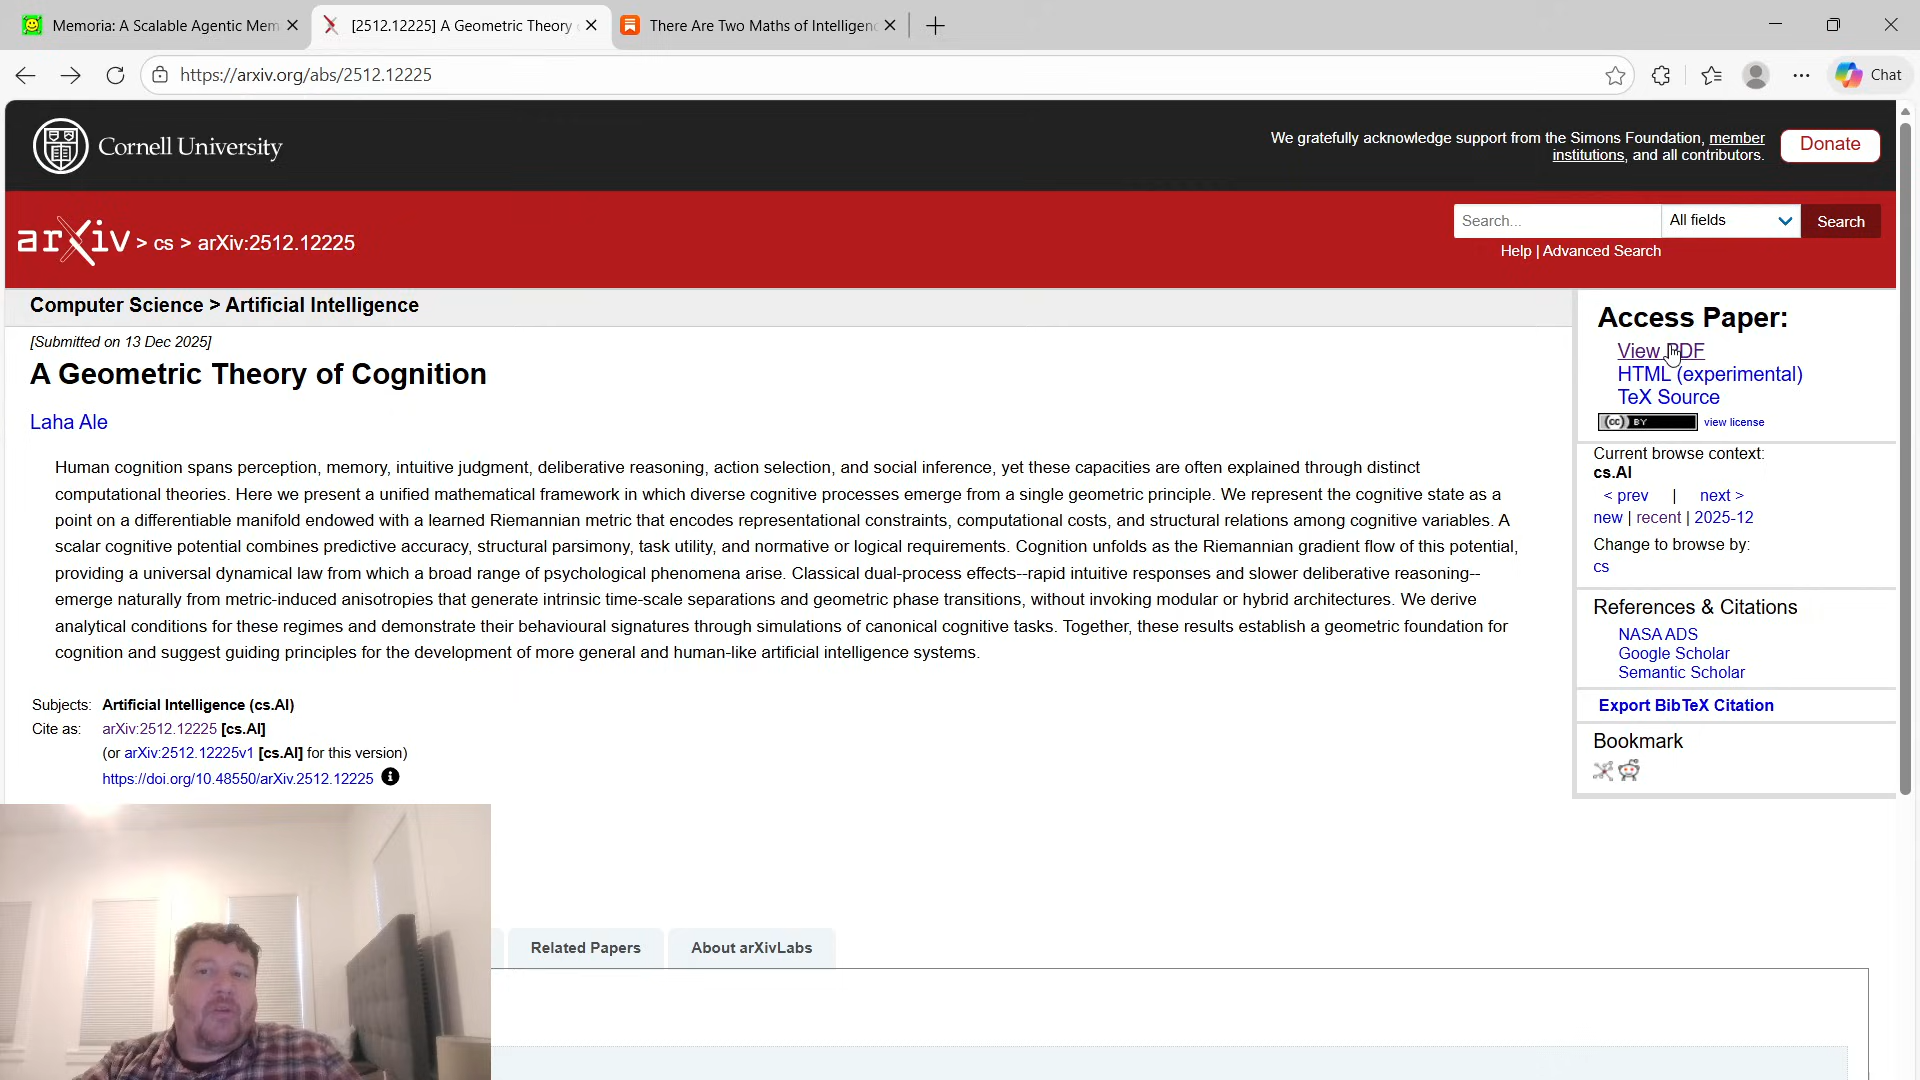 Memoria: A Scalable Agentic Mem
[2512.12225] A Geometric Theory
There Are Two Maths of Intelligen
https://arxiv.org/abs/2512.12225
Chat
Cornell University
We gratefully acknowledge support from the Simons Foundation, member
institutions, and all contributors.
Donate
arXiv > cs > arXiv:2512.12225
Search...
All fields
Search
Help | Advanced Search
Computer Science > Artificial Intelligence
[Submitted on 13 Dec 2025]
A Geometric Theory of Cognition
Laha Ale
Human cognition spans perception, memory, intuitive judgment, deliberative reasoning, action selection, and social inference, yet these capacities are often explained through distinct
computational theories. Here we present a unified mathematical framework in which diverse cognitive processes emerge from a single geometric principle. We represent the cognitive state as a
point on a differentiable manifold endowed with a learned Riemannian metric that encodes representational constraints, computational costs, and structural relations among cognitive variables. A
scalar cognitive potential combines predictive accuracy, structural parsimony, task utility, and normative or logical requirements. Cognition unfolds as the Riemannian gradient flow of this potential,
providing a universal dynamical law from which a broad range of psychological phenomena arise. Classical dual-process effects--rapid intuitive responses and slower deliberative reasoning--
emerge naturally from metric-induced anisotropies that generate intrinsic time-scale separations and geometric phase transitions, without invoking modular or hybrid architectures. We derive
analytical conditions for these regimes and demonstrate their behavioural signatures through simulations of canonical cognitive tasks. Together, these results establish a geometric foundation for
cognition and suggest guiding principles for the development of more general and human-like artificial intelligence systems.
Subjects: Artificial Intelligence (cs.AI)
Cite as: arXiv:2512.12225 [cs.AI]
(or arXiv:2512.12225v1 [cs.AI] for this version)
https://doi.org/10.48550/arXiv.2512.12225
Access Paper:
View PDF
HTML (experimental)
TeX Source
(cc) BY view license
Current browse context:
cs.AI
< prev | next >
new | recent | 2025-12
Change to browse by:
cs
References & Citations
NASA ADS
Google Scholar
Semantic Scholar
Export BibTeX Citation
Bookmark
Related Papers
About arXivLabs